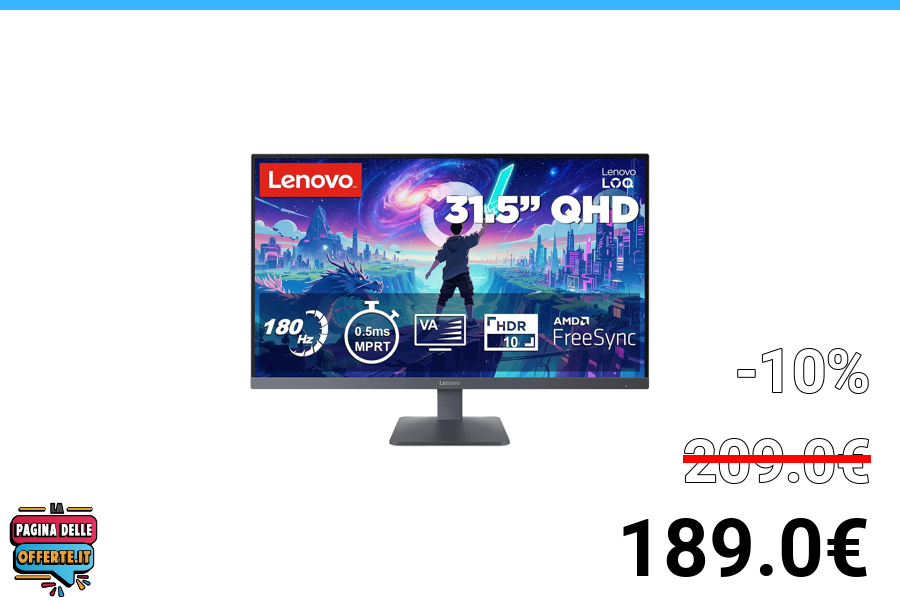 Lenovo
Lenovo
LOQ
31.5” QHD
180
Hz
0.5ms
MPRT
VA
HDR
10
AMD
FreeSync
Lenovo
-10%
209.0€
189.0€
LA
PAGINA DELLE
OFFERTE.IT